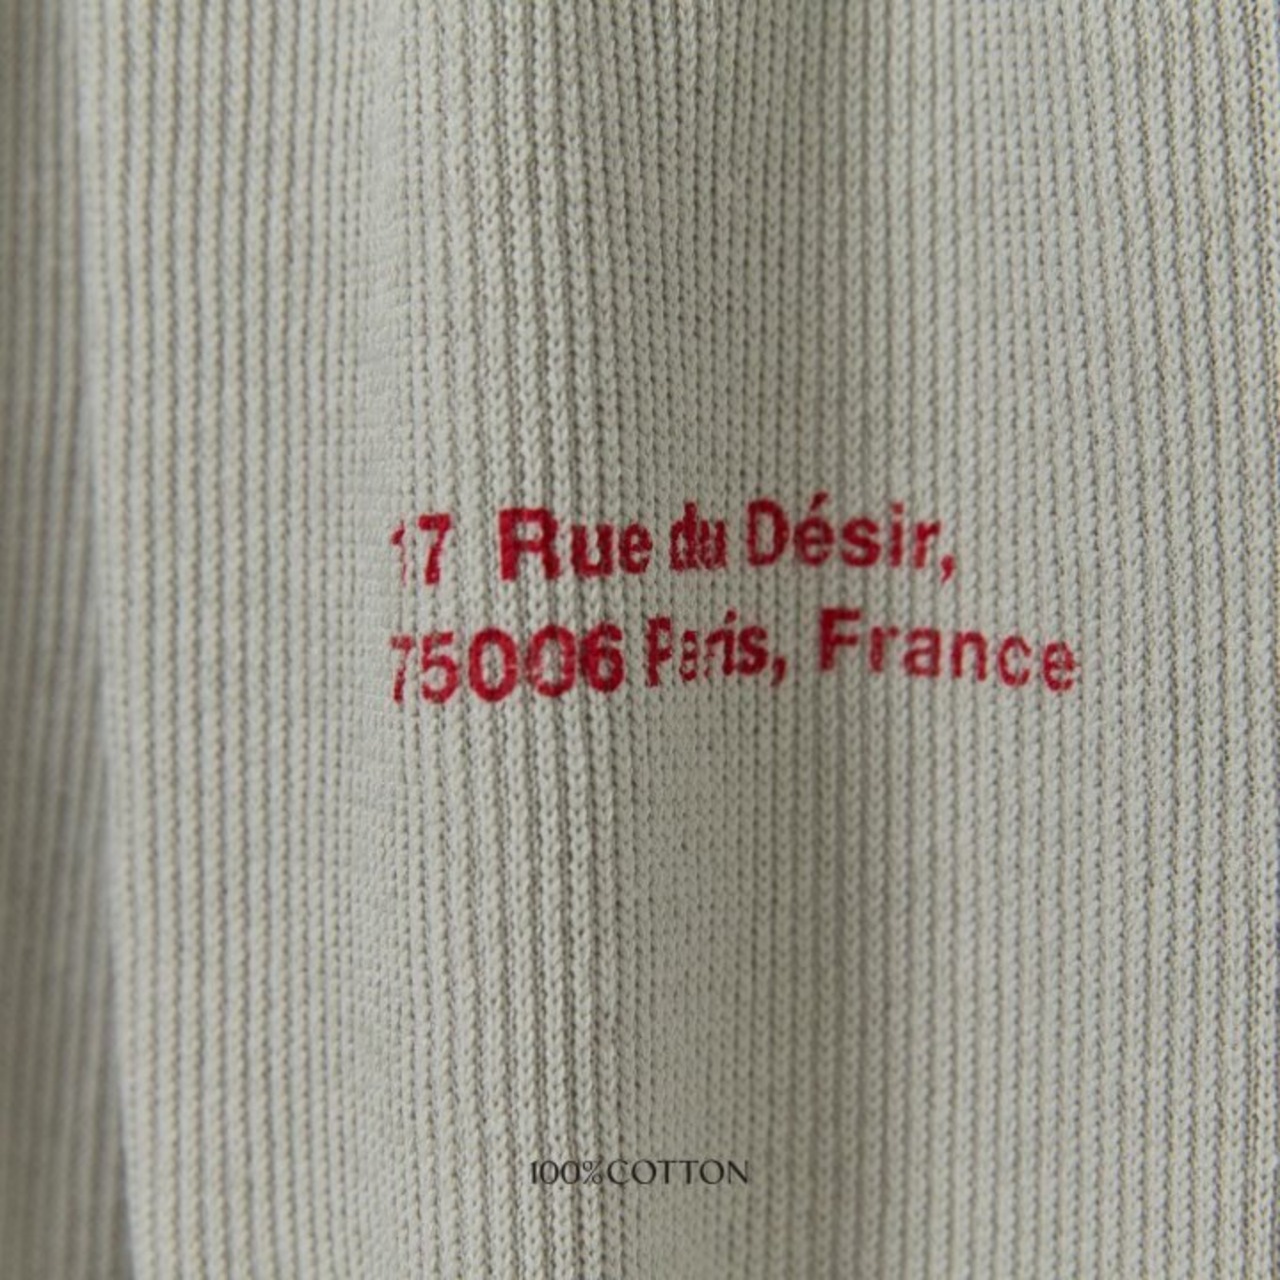 17 Rue du Désir,
75006 Paris, France
100%COTTON